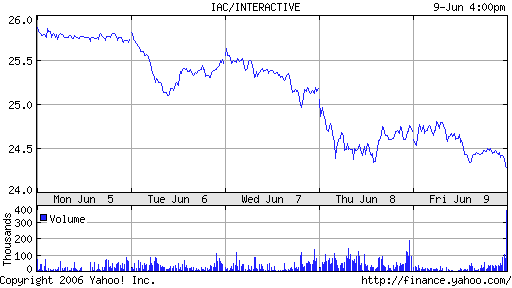 IAC/INTERACTIVE 9-Jun 4:00pm
26.0
25.5
25.0
24.5
24.0
Mon Jun 5 Tue Jun 6 Wed Jun 7 Thu Jun 8 Fri Jun 9
400
300
200
100
0
Thousands
Volume
Copyright 2006 Yahoo! Inc. http://finance.yahoo.com/